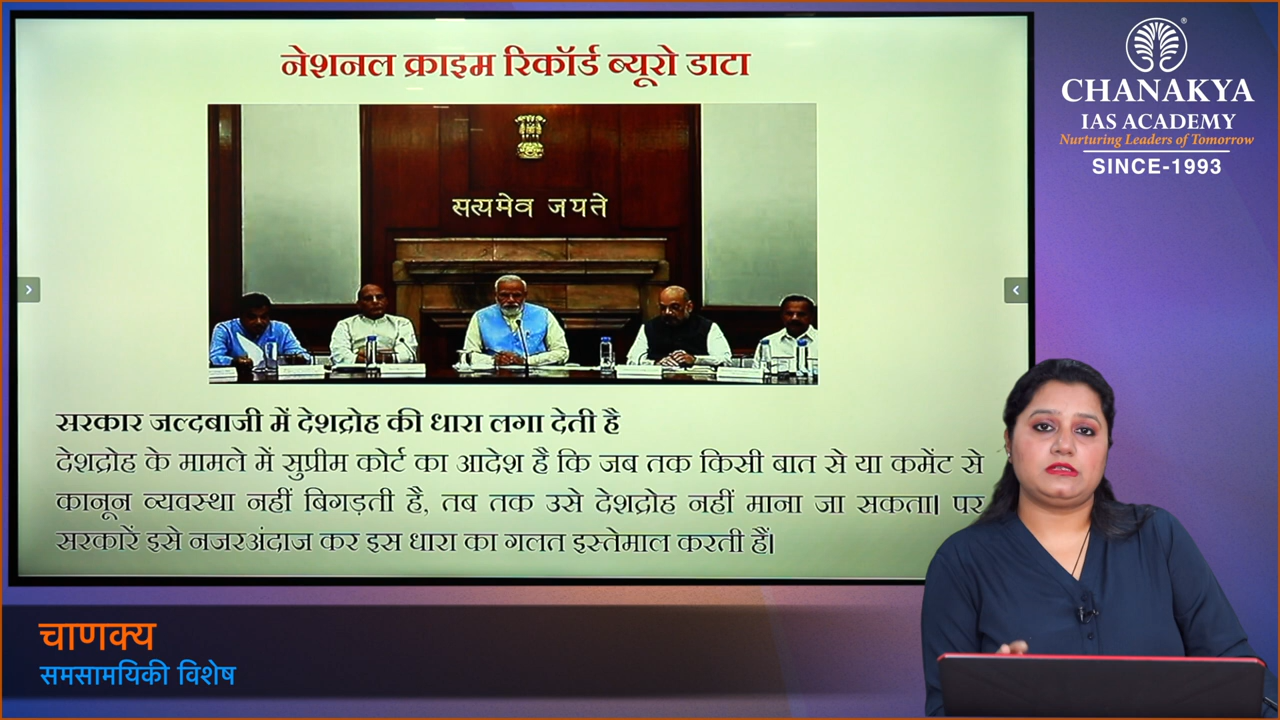 नेशनल क्राइम रिकॉर्ड ब्यूरो डाटा
सत्यमेव जयते
सरकार जल्दबाजी में देशद्रोह की धारा लगा देती है
देशद्रोह के मामले में सुप्रीम कोर्ट का आदेश है कि जब तक किसी बात से या कमेंट से
कानून व्यवस्था नहीं बिगड़ती है, तब तक उसे देशद्रोह नहीं माना जा सकता। पर
सरकारें इसे नजरअंदाज कर इस धारा का गलत इस्तेमाल करती हैं।
CHANAKYA
IAS ACADEMY
Nurturing Leaders of Tomorrow
SINCE-1993
चाणक्य
समसामयिकी विशेष